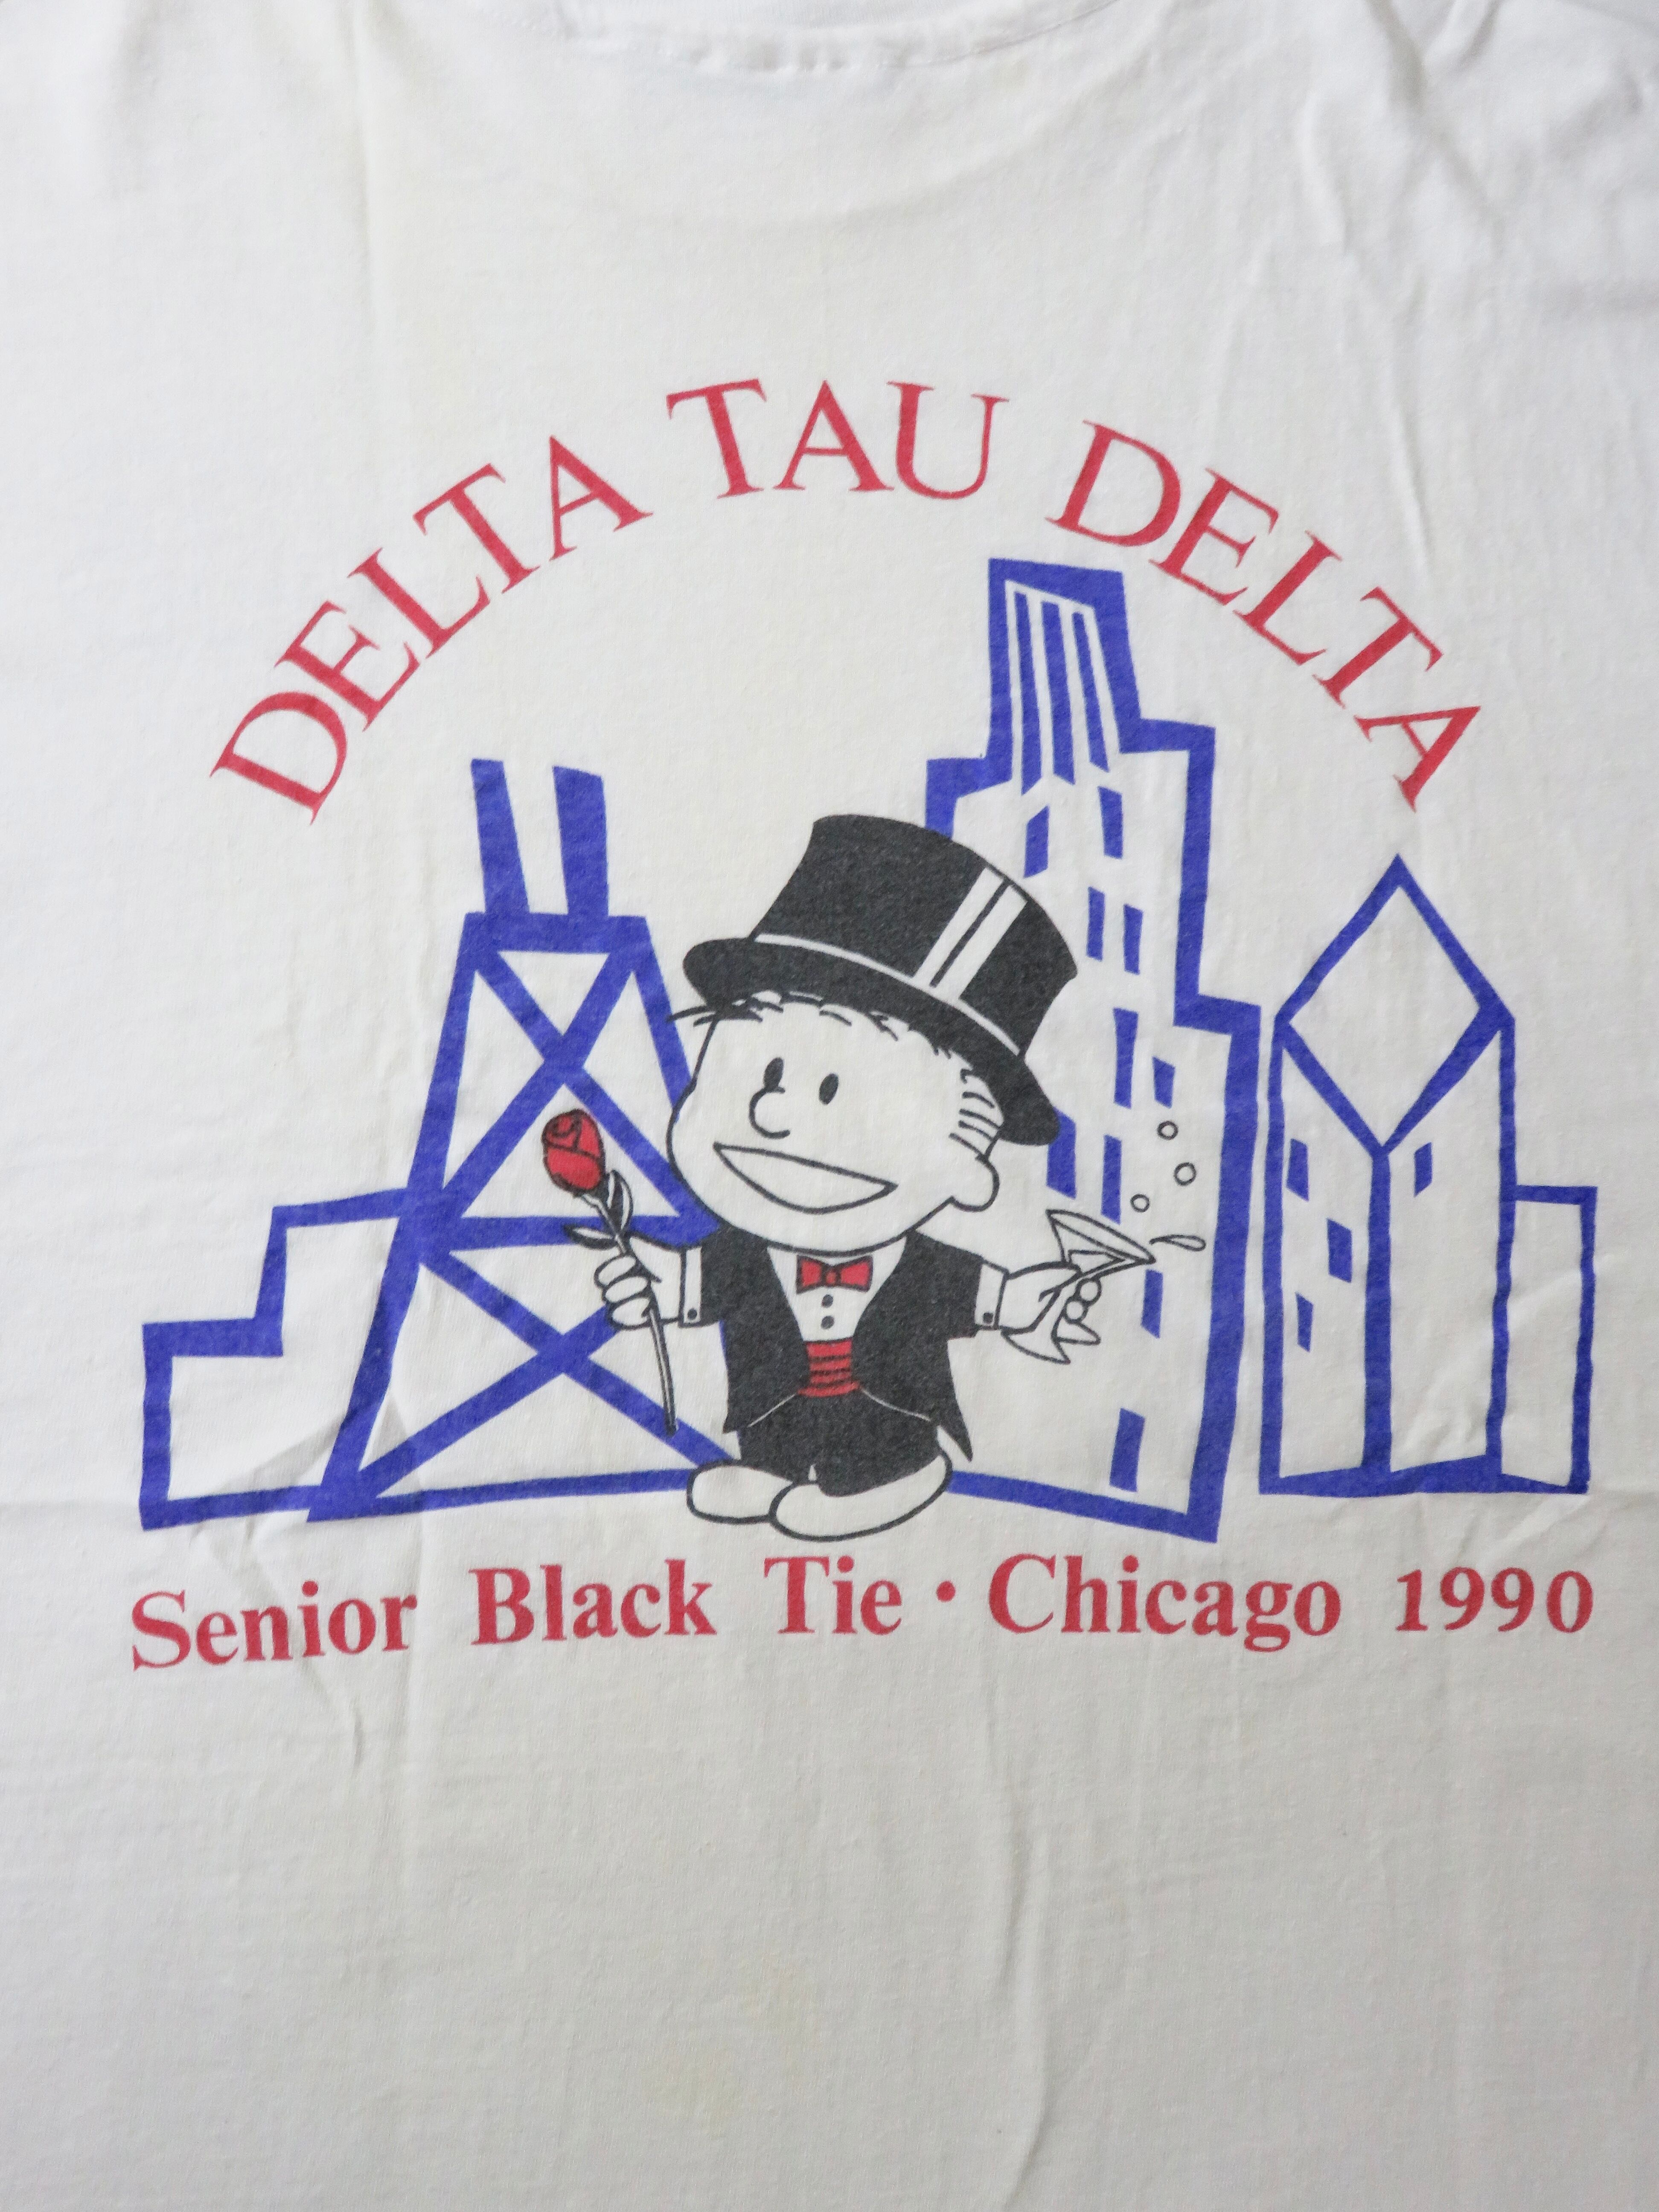 DELTA TAU DELTA
Senior Black Tie • Chicago 1990